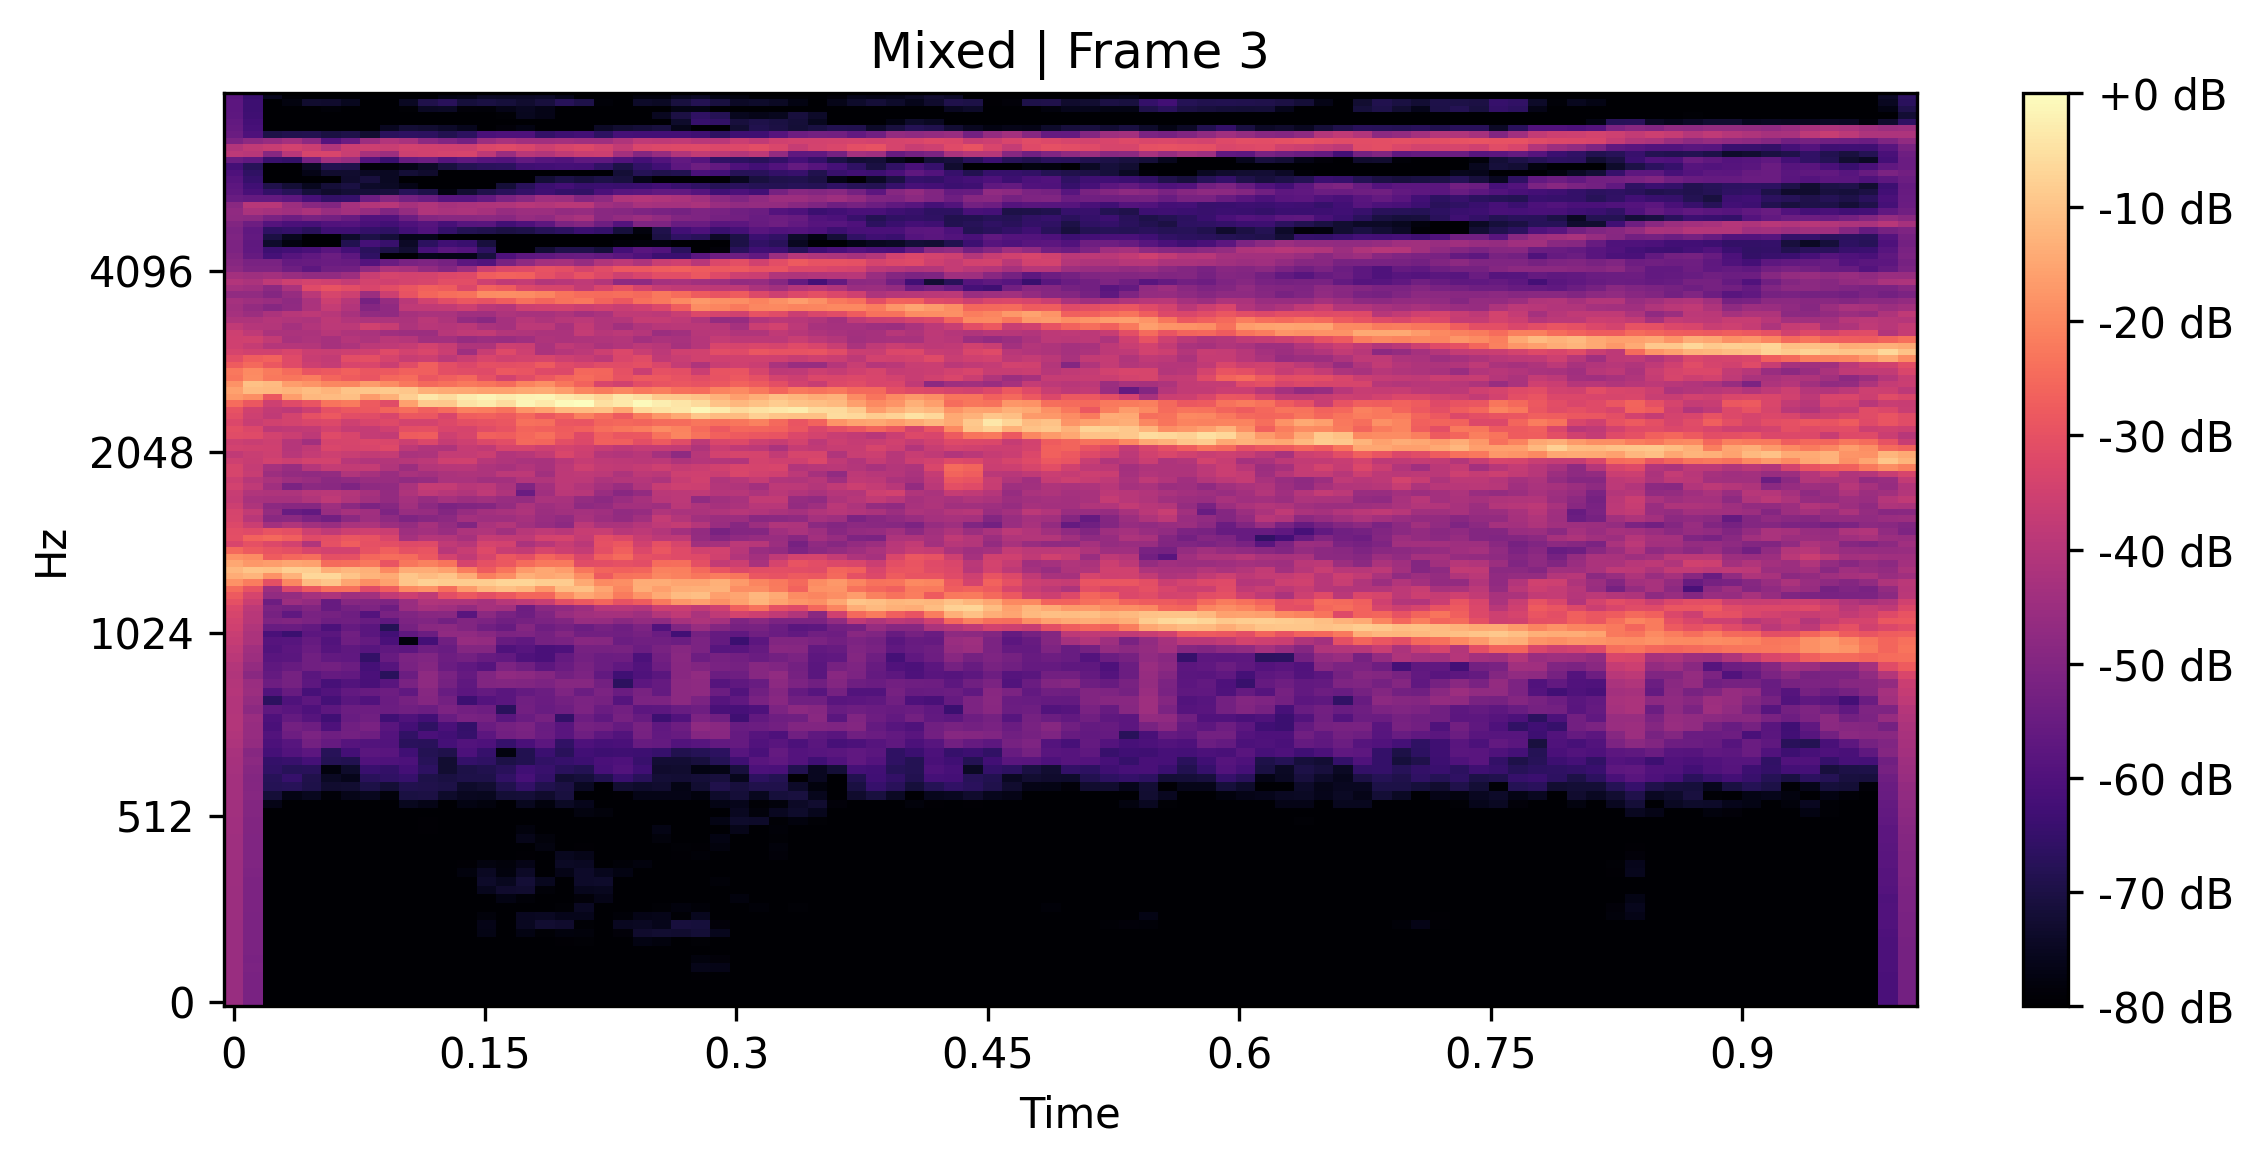 Mixed | Frame 3
Hz
4096
2048
1024
512
0
0 0.15 0.3 0.45 0.6 0.75 0.9
Time
+0 dB
-10 dB
-20 dB
-30 dB
-40 dB
-50 dB
-60 dB
-70 dB
-80 dB